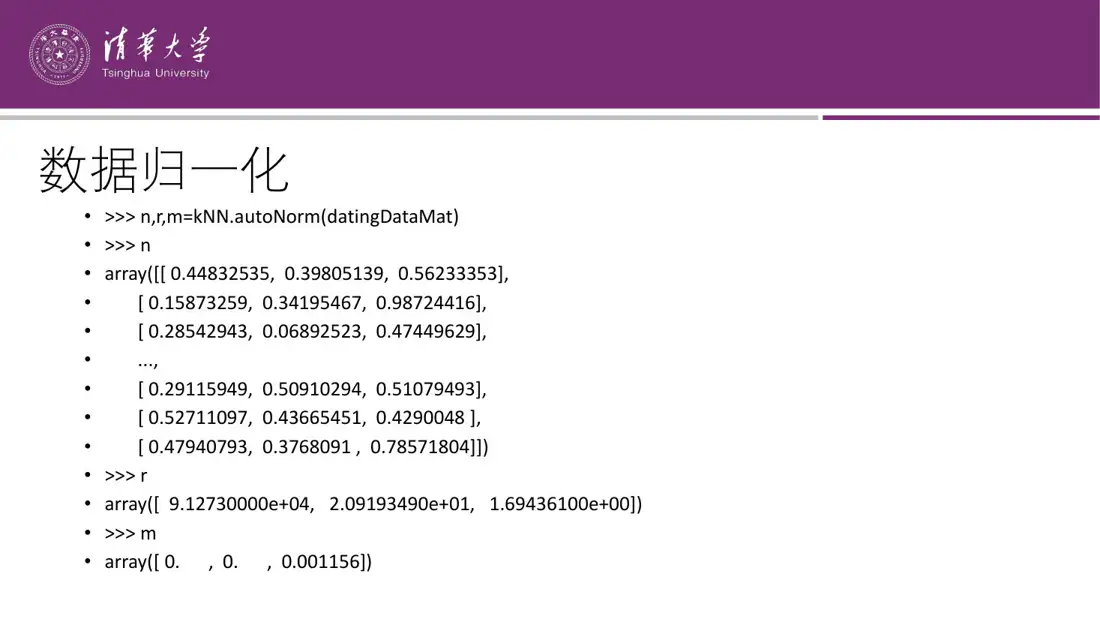 清华大学
Tsinghua University
数据归一化
• >>> n,r,m=kNN.autoNorm(datingDataMat)
• >>> n
• array([[ 0.44832535,  0.39805139,  0.56233353],
•       [ 0.15873259,  0.34195467,  0.98724416],
•       [ 0.28542943,  0.06892523,  0.47449629],
•       ...,
•       [ 0.29115949,  0.50910294,  0.51079493],
•       [ 0.52711097,  0.43665451,  0.4290048 ],
•       [ 0.47940793,  0.3768091 ,  0.78571804]])
• >>> r
• array([  9.12730000e+04,   2.09193490e+01,   1.69436100e+00])
• >>> m
• array([ 0.      ,  0.      ,  0.001156])